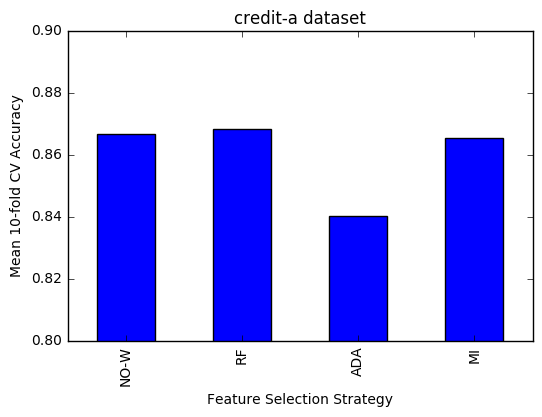 credit-a dataset
0.90
0.88
0.86
0.84
0.82
0.80
Mean 10-fold CV Accuracy
NO-W
RF
ADA
MI
Feature Selection Strategy